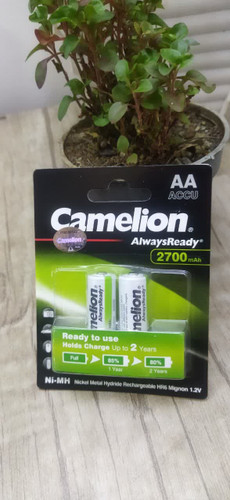 AA
ACCU
Camelion®
AlwaysReady®
2700mAh
Camelion
Camelion
AlwaysReady
Ready to use
Holds Charge Up to 2 Years
Full 80% 80%
1 Year 2 Years
Ni-MH Nickel Metal Hydride Rechargeable HR6 Mignon 1.2V